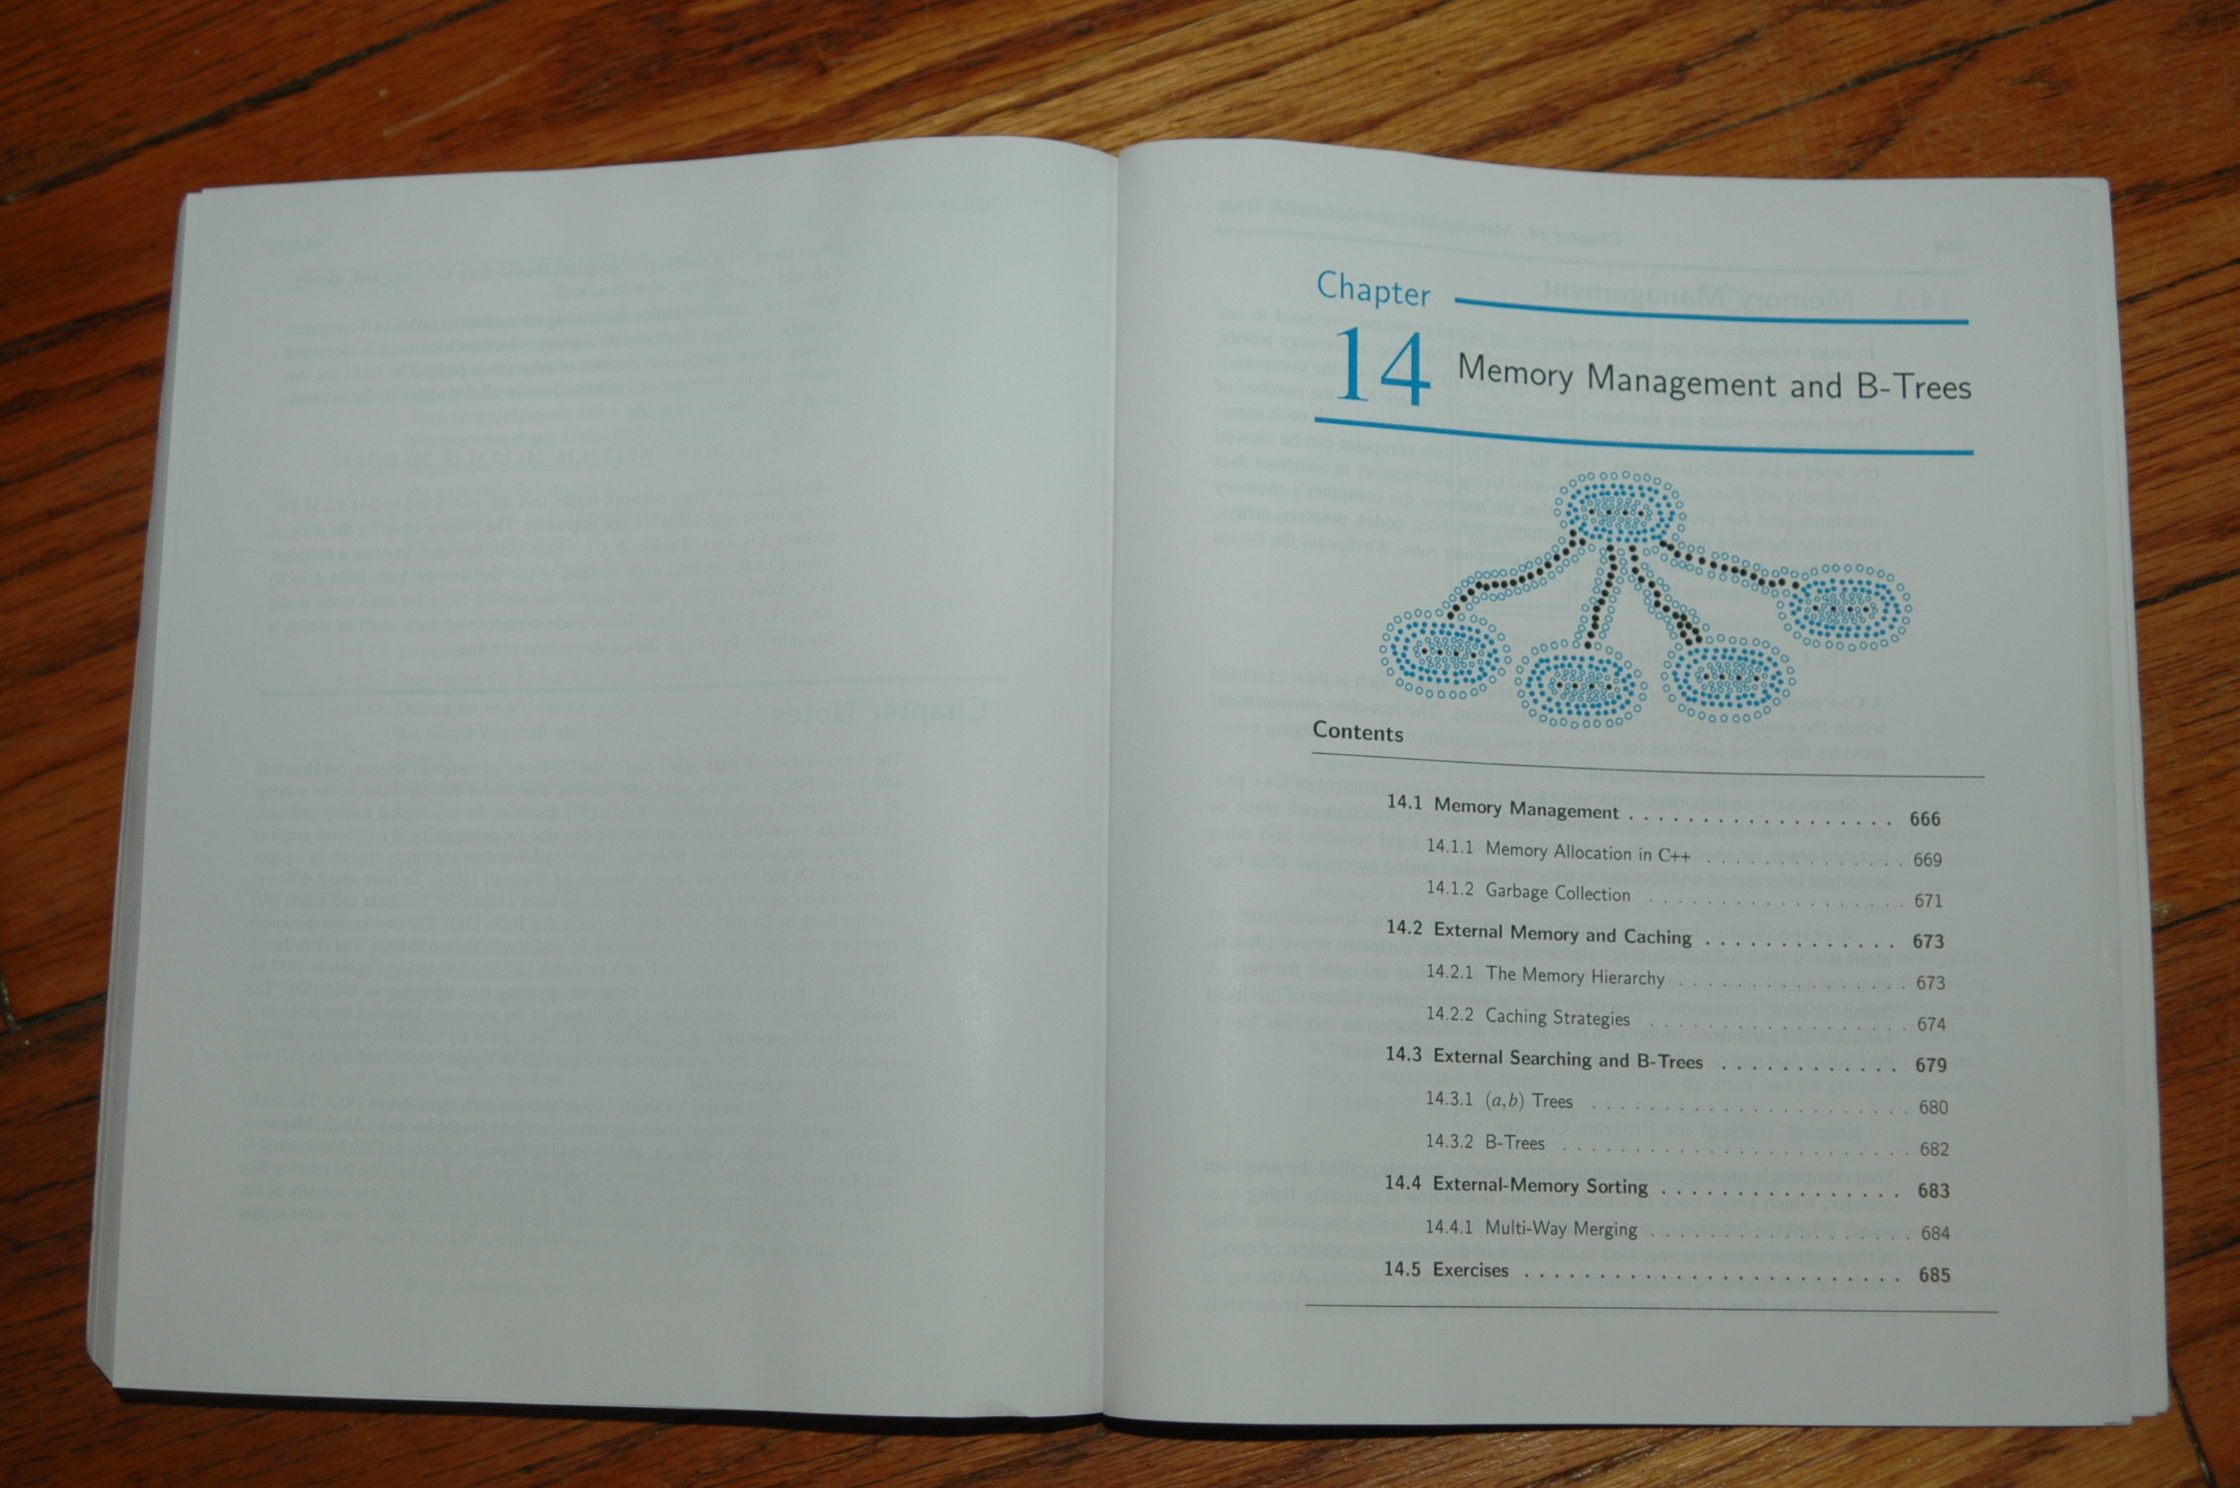 Chapter
14 Memory Management and B-Trees
Contents
14.1 Memory Management . . . . . . . . . . . . . . . . . . . 666
14.1.1 Memory Allocation in C++ . . . . . . . . . . . . . . . 669
14.1.2 Garbage Collection . . . . . . . . . . . . . . . . . . . 671
14.2 External Memory and Caching . . . . . . . . . . . . . . 673
14.2.1 The Memory Hierarchy . . . . . . . . . . . . . . . . . 673
14.2.2 Caching Strategies . . . . . . . . . . . . . . . . . . . 674
14.3 External Searching and B-Trees . . . . . . . . . . . . . 679
14.3.1 (a,b) Trees . . . . . . . . . . . . . . . . . . . . . . . 680
14.3.2 B-Trees . . . . . . . . . . . . . . . . . . . . . . . . . 682
14.4 External-Memory Sorting . . . . . . . . . . . . . . . . . 683
14.4.1 Multi-Way Merging . . . . . . . . . . . . . . . . . . . 684
14.5 Exercises . . . . . . . . . . . . . . . . . . . . . . . . . . 685